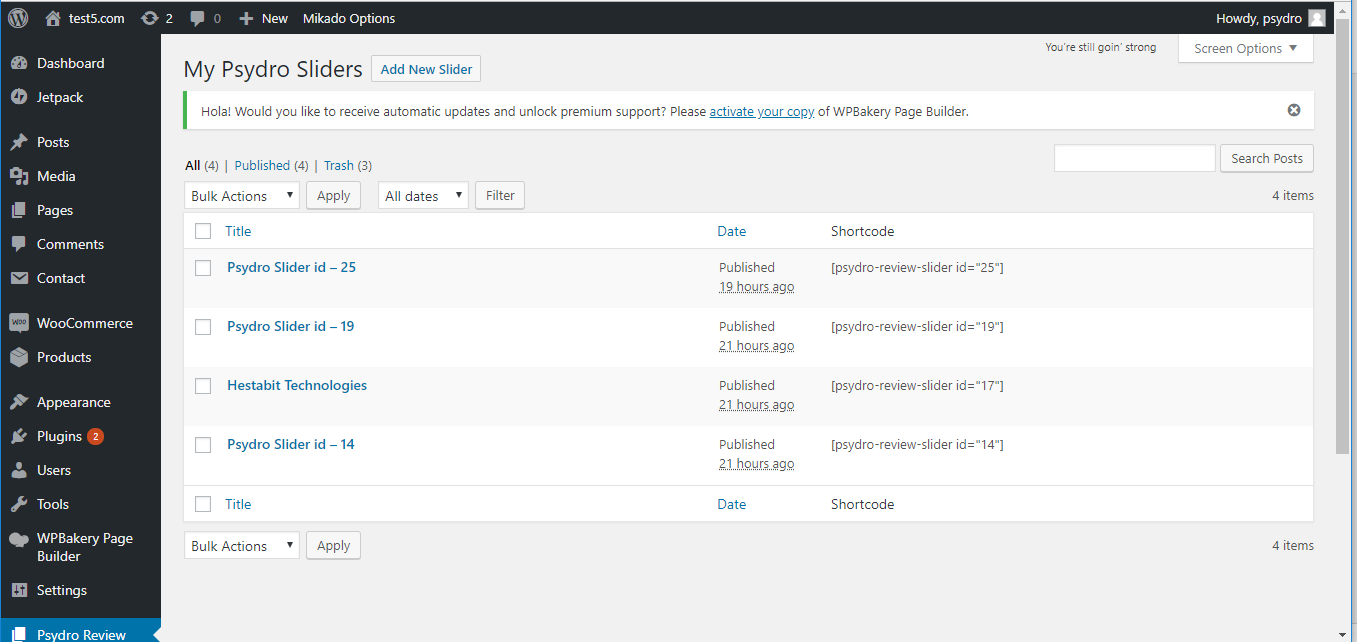 test5.com 2 0 New Mikado Options Howdy, psydro
You're still goin' strong Screen Options
Dashboard
Jetpack
Posts
Media
Pages
Comments
Contact
WooCommerce
Products
Appearance
Plugins 2
Users
Tools
WPBakery Page
Builder
Settings
Psydro Review
My Psydro Sliders Add New Slider
Hola! Would you like to receive automatic updates and unlock premium support? Please activate your copy of WPBakery Page Builder.
All (4) | Published (4) | Trash (3)
Search Posts
Bulk Actions Apply All dates Filter 4 items
Title Date Shortcode
Psydro Slider id – 25 Published [psydro-review-slider id="25"]
19 hours ago
Psydro Slider id – 19 Published [psydro-review-slider id="19"]
21 hours ago
Hestabit Technologies Published [psydro-review-slider id="17"]
21 hours ago
Psydro Slider id – 14 Published [psydro-review-slider id="14"]
21 hours ago
Title Date Shortcode
Bulk Actions Apply 4 items